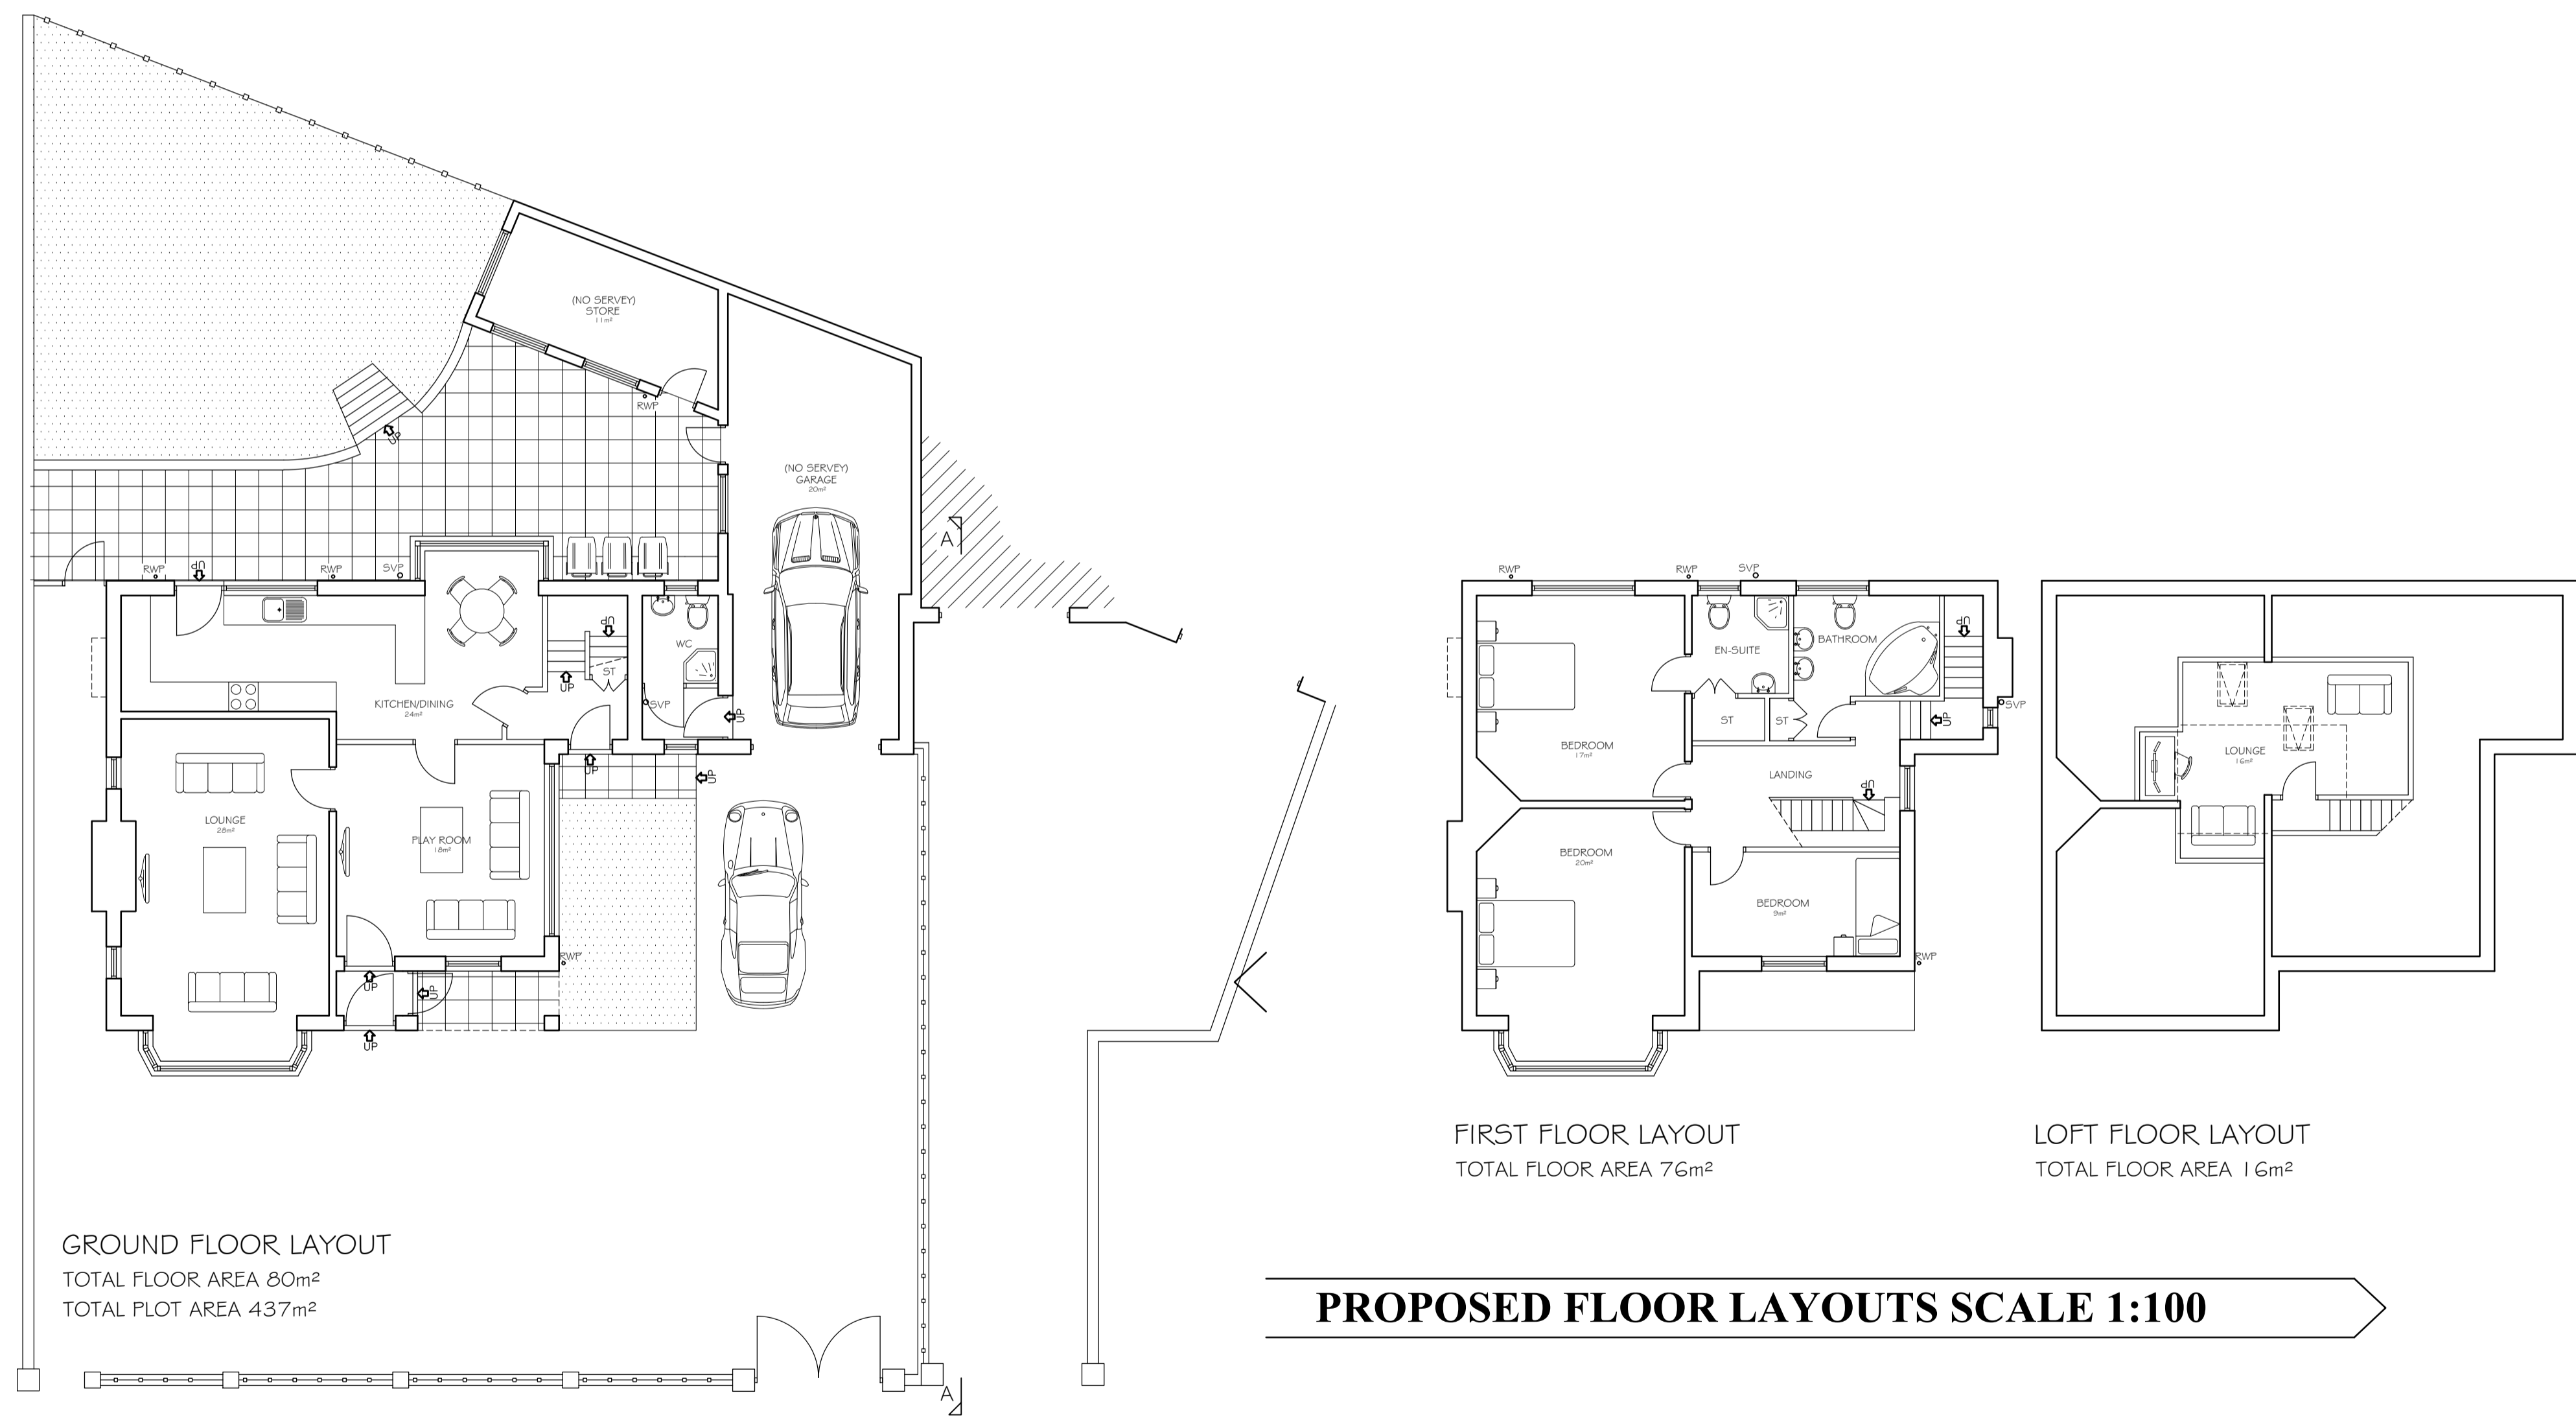 (NO SERVEY)
STORE
11m²
RWP
UP
(NO SERVEY)
GARAGE
20m²
A
RWP
UP
RWP
SVP
UP
WC
ST
UP
KITCHEN/DINING
24m²
SVP
UP
UP
UP
LOUNGE
28m²
PLAY ROOM
18m²
RWP
UP
UP
UP
GROUND FLOOR LAYOUT
TOTAL FLOOR AREA 80m²
TOTAL PLOT AREA 437m²
A
RWP
RWP
SVP
UP
EN-SUITE
BATHROOM
SVP
ST
ST
UP
BEDROOM
17m²
LANDING
UP
BEDROOM
20m²
BEDROOM
9m²
RWP
FIRST FLOOR LAYOUT
TOTAL FLOOR AREA 76m²
LOUNGE
16m²
LOFT FLOOR LAYOUT
TOTAL FLOOR AREA 16m²
PROPOSED FLOOR LAYOUTS SCALE 1:100